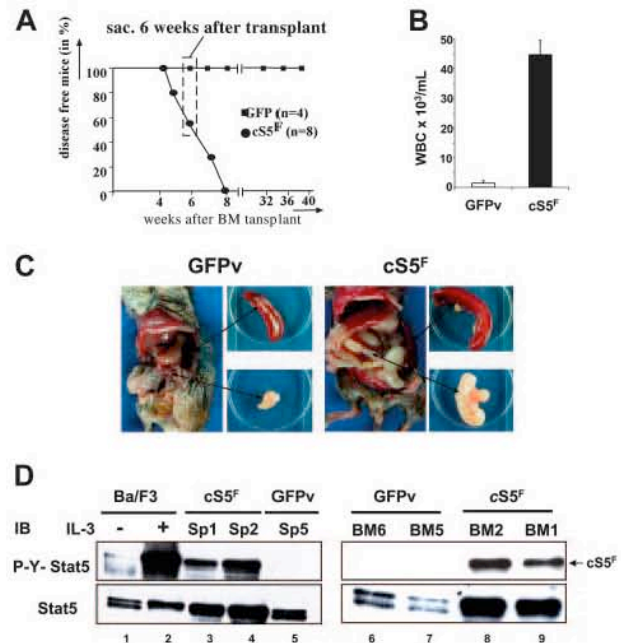 A
sac. 6 weeks after transplant
disease free mice (in %)
100
80
60
40
20
0
GFP (n=4)
cS5F (n=8)
4 6 8 32 36 40
weeks after BM tansplant
B
WBC x 10³/mL
50
40
30
20
10
0
GFPv cS5F
C
GFPv cS5F
D
Ba/F3 cS5F GFPv GFPv cS5F
IB IL-3 - + Sp1 Sp2 Sp5 BM6 BM5 BM2 BM1
P-Y- Stat5
cS5F
Stat5
1 2 3 4 5 6 7 8 9